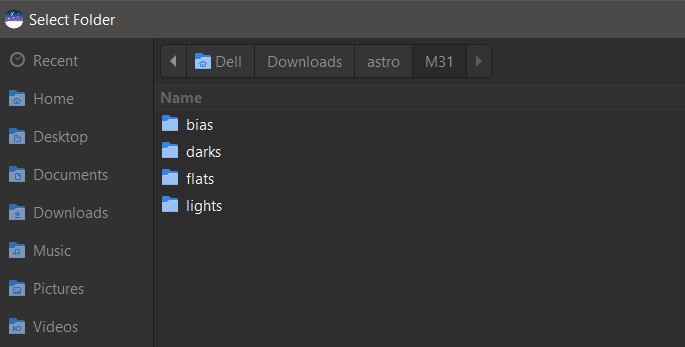 Select Folder
Recent
Home
Desktop
Documents
Downloads
Music
Pictures
Videos
Dell Downloads astro M31
Name
bias
darks
flats
lights